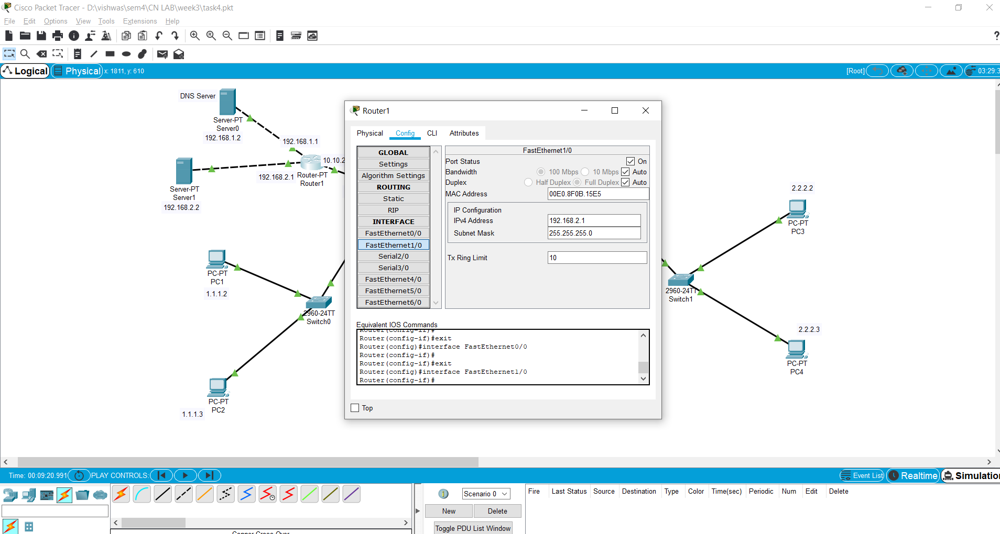 Cisco Packet Tracer - D:\vishwas\sem4\CN LAB\week3\task4.pkt
File Edit Options View Tools Extensions Help
?
Logical Physical x: 1811, y: 610 [Root] 03:29:3
DNS Server
Server-PT
Server0
192.168.1.2
192.168.1.1
10.10.2
Router-PT
Router1
192.168.2.1
Server-PT
Server1
192.168.2.2
PC-PT
PC1
1.1.1.2
2960-24TT
Switch0
PC-PT
PC2
1.1.1.3
Router1
Physical Config CLI Attributes
GLOBAL
Settings
Algorithm Settings
ROUTING
Static
RIP
INTERFACE
FastEthernet0/0
FastEthernet1/0
Serial2/0
Serial3/0
FastEthernet4/0
FastEthernet5/0
FastEthernet6/0
FastEthernet1/0
Port Status On
Bandwidth 100 Mbps 10 Mbps Auto
Duplex Half Duplex Full Duplex Auto
MAC Address 00E0.8F0B.15E5
IP Configuration
IPv4 Address 192.168.2.1
Subnet Mask 255.255.255.0
Tx Ring Limit 10
Equivalent IOS Commands
Router(config-if)#
Router(config-if)#exit
Router(config)#interface FastEthernet0/0
Router(config-if)#
Router(config-if)#exit
Router(config)#interface FastEthernet1/0
Router(config-if)#
Top
2.2.2.2
PC-PT
PC3
2960-24TT
Switch1
2.2.2.3
PC-PT
PC4
Time: 00:09:20.991 PLAY CONTROLS: Event List Realtime Simulation
1 Scenario 0
New Delete
Toggle PDU List Window
Fire Last Status Source Destination Type Color Time(sec) Periodic Num Edit Delete
Copper Cross-Over